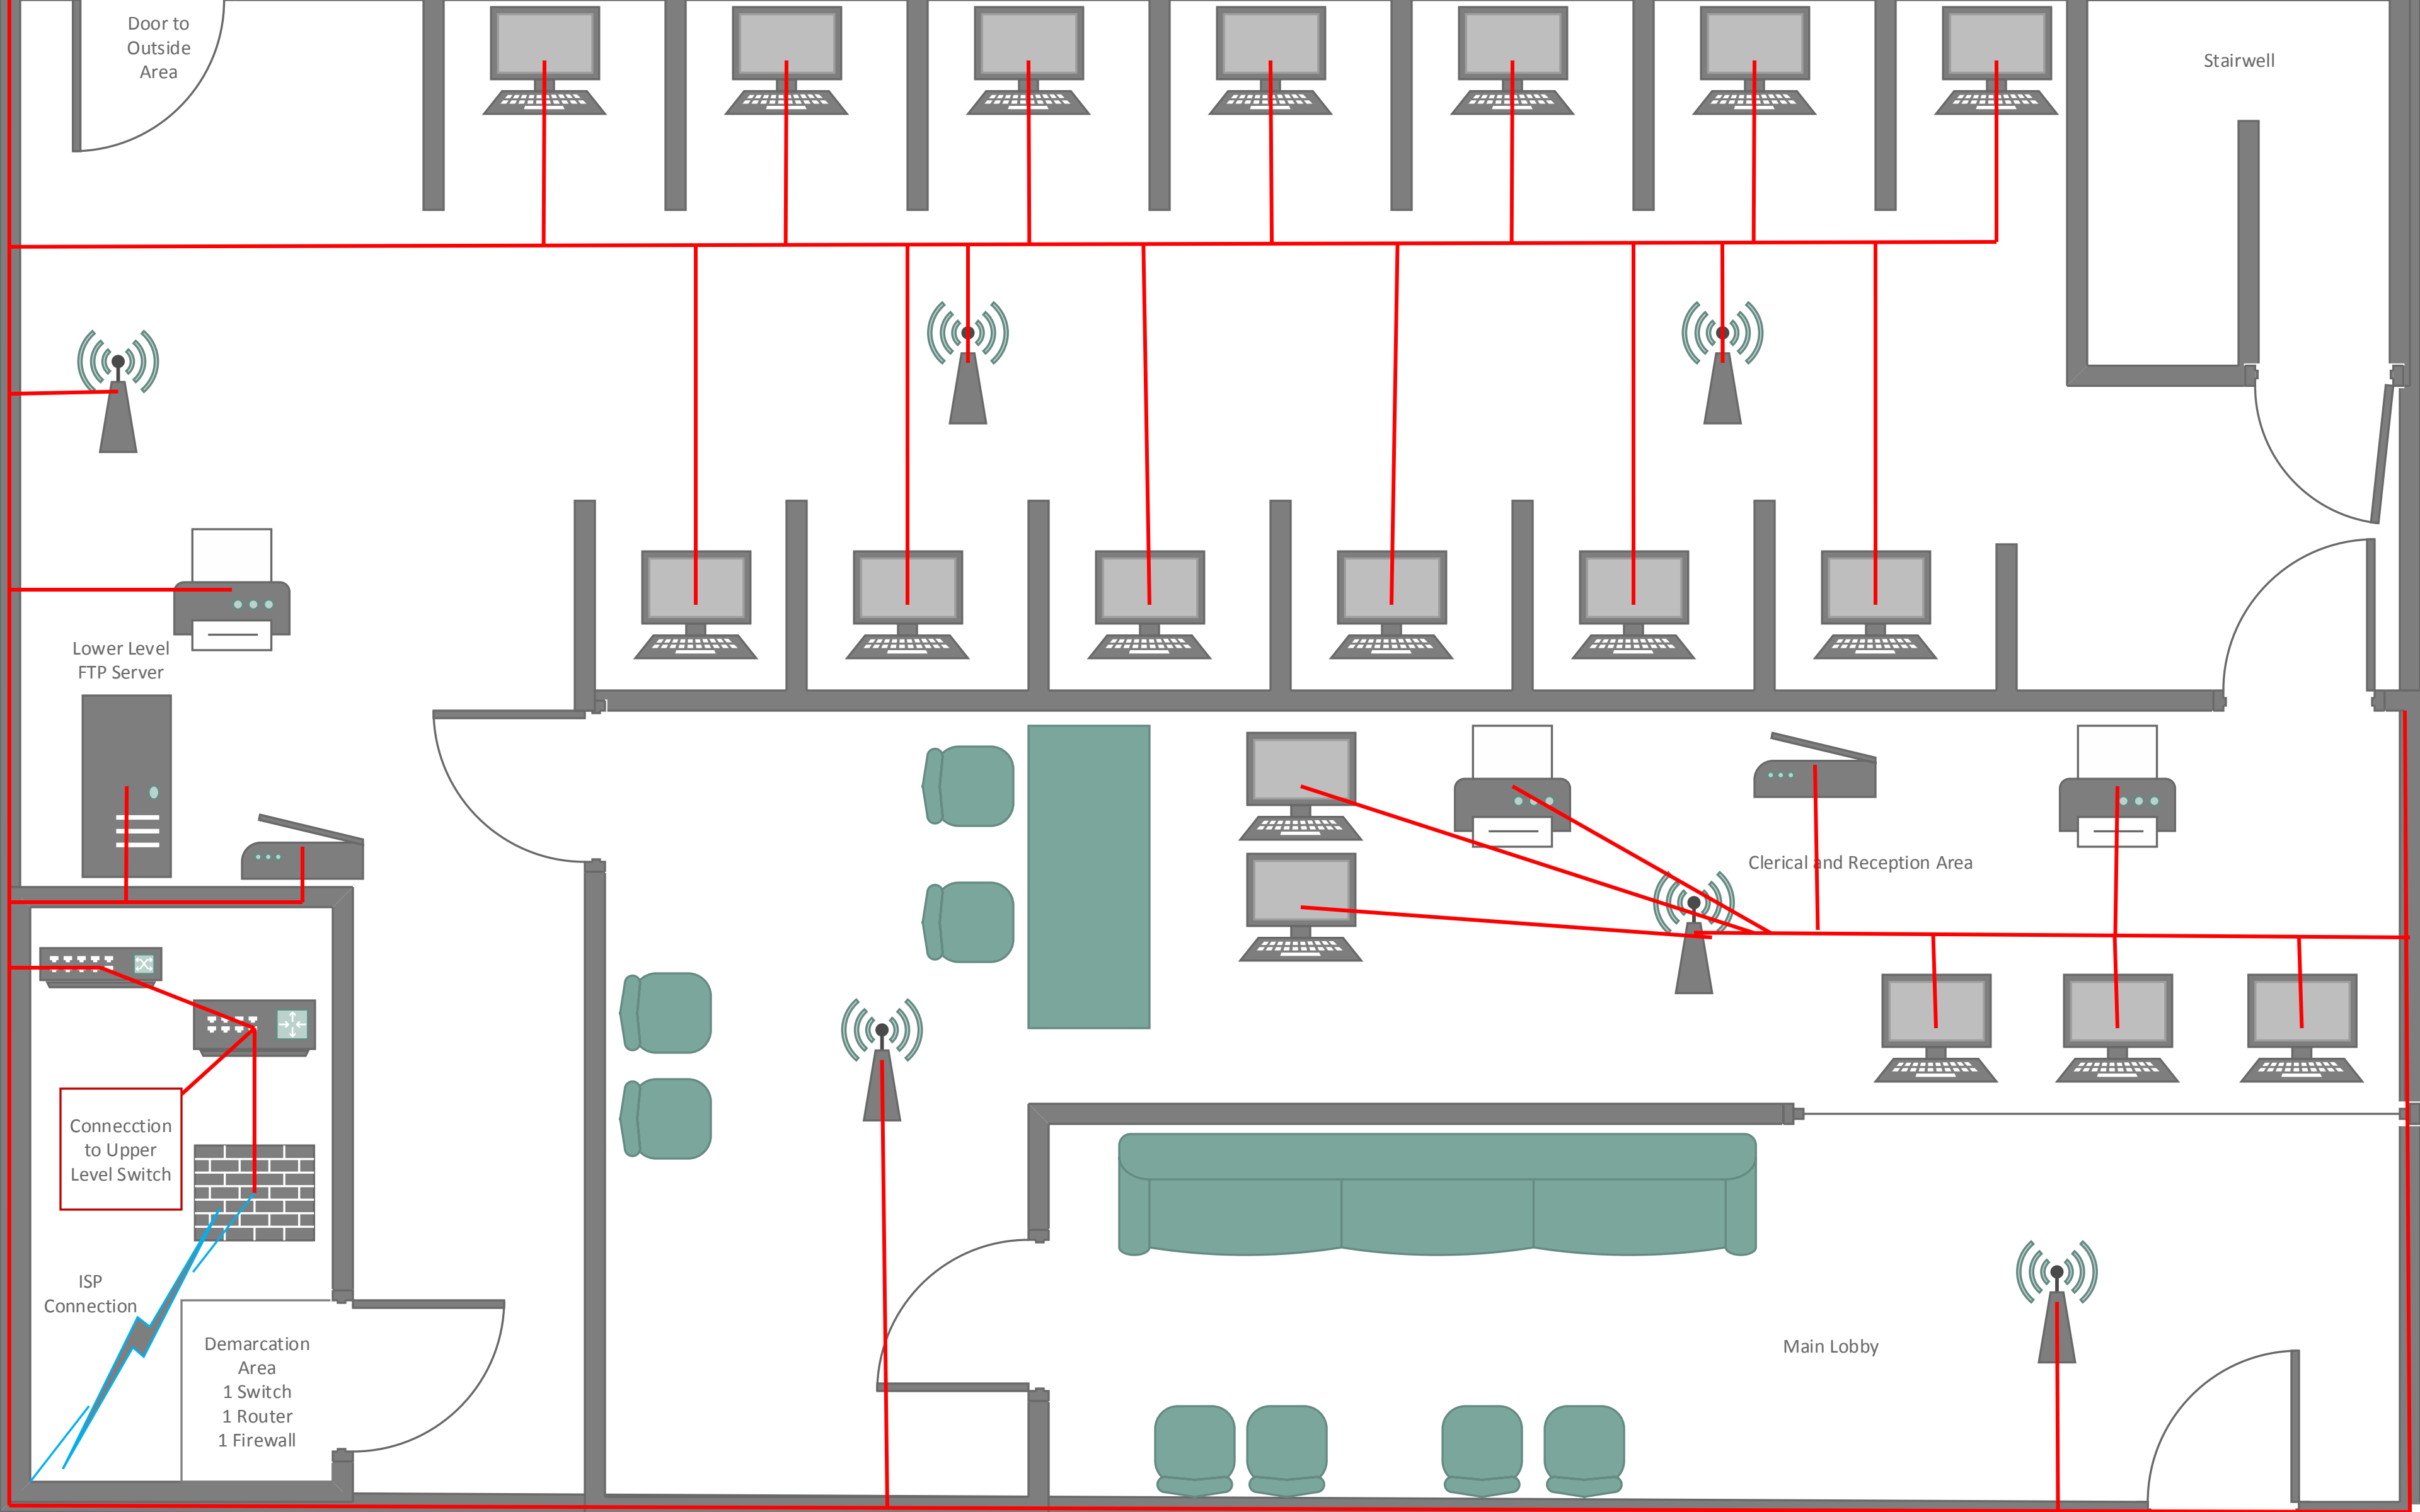 Door to
Outside
Area
Stairwell
Lower Level
FTP Server
Clerical and Reception Area
Connecction
to Upper
Level Switch
ISP
Connection
Demarcation
Area
1 Switch
1 Router
1 Firewall
Main Lobby